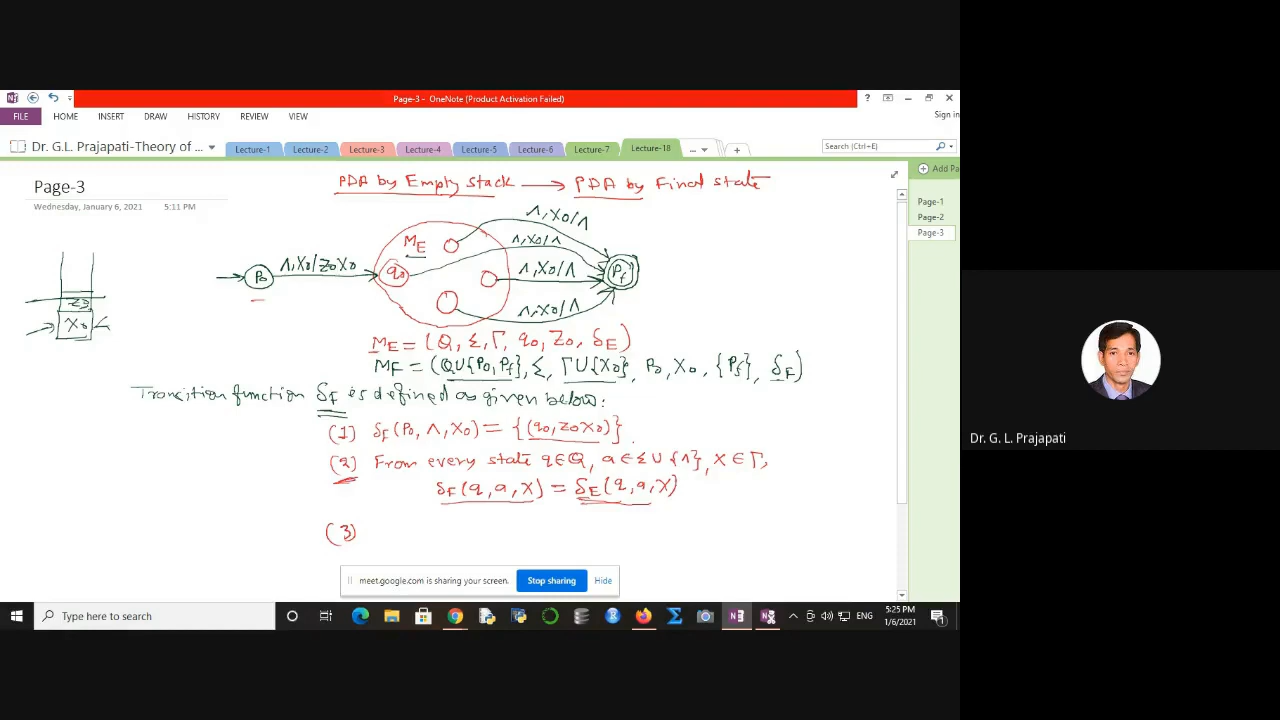 Page-3 - OneNote (Product Activation Failed)
FILE HOME INSERT DRAW HISTORY REVIEW VIEW
Sign in
Dr. G.L. Prajapati-Theory of ...
Lecture-1 Lecture-2 Lecture-3 Lecture-4 Lecture-5 Lecture-6 Lecture-7 Lecture-18 ...
Search (Ctrl+E)
Add Pa
Page-1
Page-2
Page-3
Page-3
Wednesday, January 6, 2021 5:11 PM
PDA by Empty stack → PDA by Final state
Λ, X0/Λ
ME
Λ, X0/Λ
P0 Λ, X0/Z0X0 q0 Λ, X0/Λ Pf
Λ, X0/Λ
Z0
X0
ME = (Q, Σ, Γ, q0, Z0, δE)
MF = (Q∪{P0, Pf}, Σ, Γ∪{X0}, P0, X0, {Pf}, δF)
Transition function δF is defined as given below:
(1) δF(P0, Λ, X0) = {(q0, Z0X0)}.
(2) From every state q∈Q, a∈Σ∪{Λ}, X∈Γ,
δF(q, a, X) = δE(q, a, X)
(3)
meet.google.com is sharing your screen. Stop sharing Hide
Type here to search
ENG
5:25 PM
1/6/2021
Dr. G. L. Prajapati